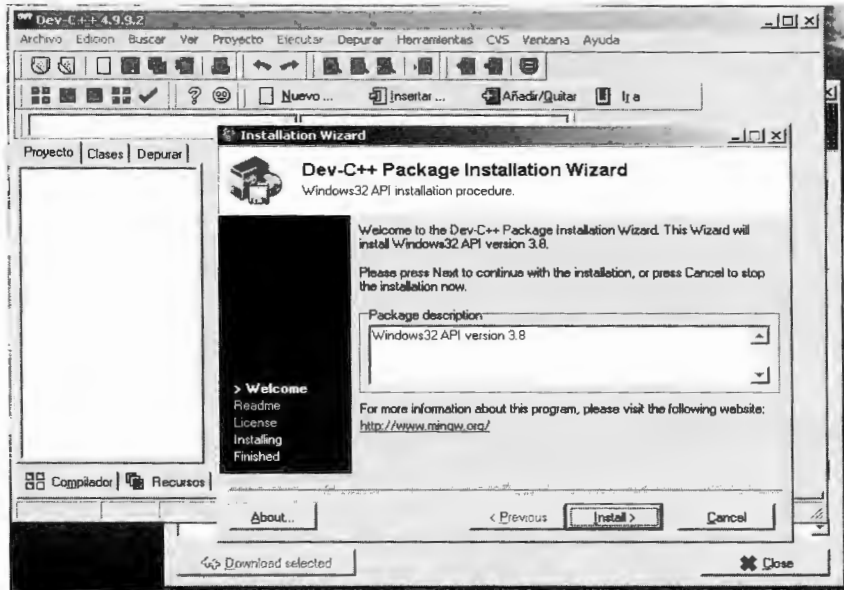 Dev-C++ 4.9.9.2
Archivo Edicion Buscar Ver Proyecto Ejecutar Depurar Herramientas CVS Ventana Ayuda
Nuevo ... Insertar ... Añadir/Quitar Ir a
Proyecto Clases Depurar
Installation Wizard
Dev-C++ Package Installation Wizard
Windows32 API installation procedure.
Welcome to the Dev-C++ Package Installation Wizard. This Wizard will
install Windows32 API version 3.8.
Please press Next to continue with the installation, or press Cancel to stop
the installation now.
Package description
Windows32 API version 3.8
> Welcome
Readme
License
Installing
Finished
For more information about this program, please visit the following website:
http://www.mingw.org/
Compilador Recursos
About... < Previous Install > Cancel
Download selected Close